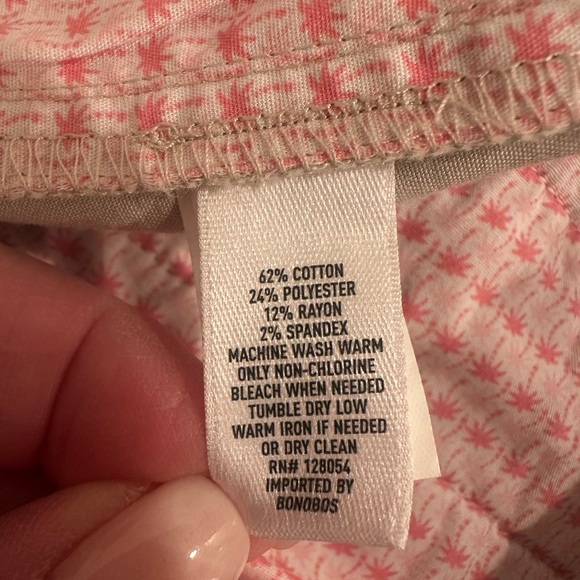 62% COTTON
24% POLYESTER
12% RAYON
2% SPANDEX
MACHINE WASH WARM
ONLY NON-CHLORINE
BLEACH WHEN NEEDED
TUMBLE DRY LOW
WARM IRON IF NEEDED
OR DRY CLEAN
RN# 128054
IMPORTED BY
BONOBOS